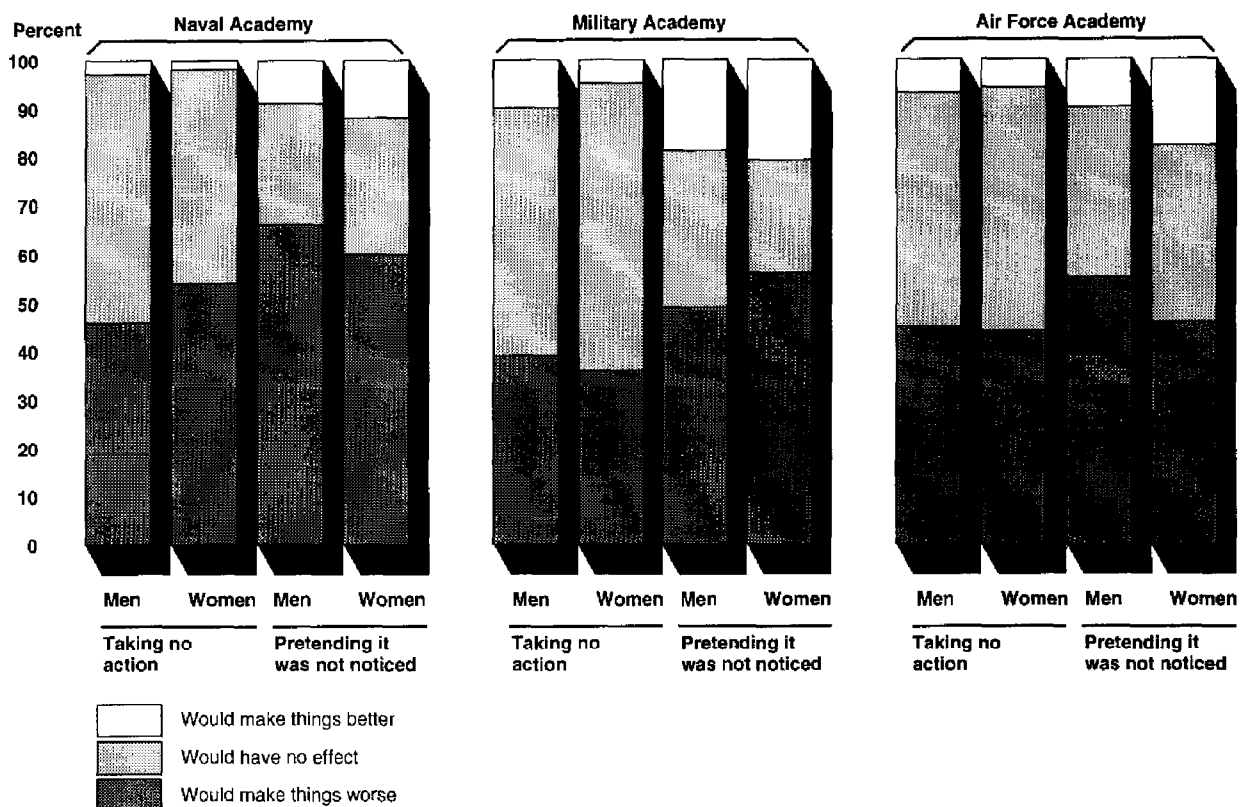 Percent
Naval Academy
Military Academy
Air Force Academy
100
90
80
70
60
50
40
30
20
10
0
Men Women Men Women
Men Women Men Women
Men Women Men Women
Taking no
action
Pretending it
was not noticed
Taking no
action
Pretending it
was not noticed
Taking no
action
Pretending it
was not noticed
Would make things better
Would have no effect
Would make things worse